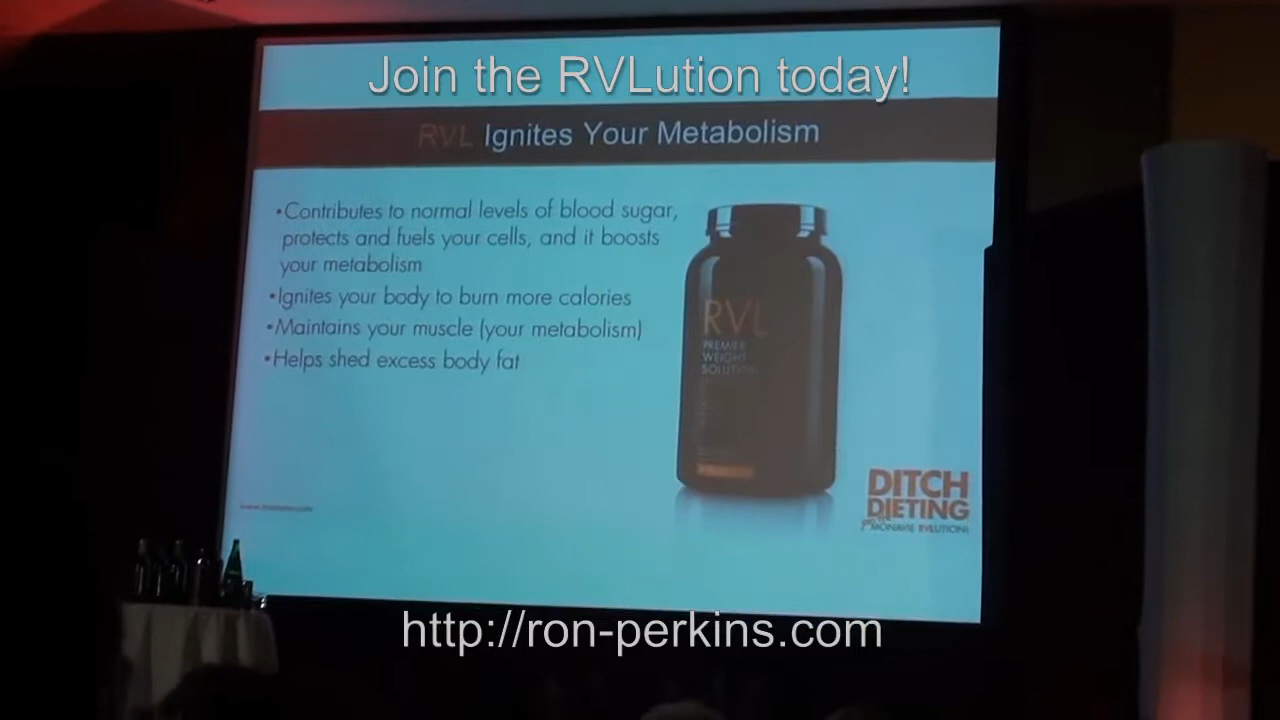 Join the RVLution today!
RVL Ignites Your Metabolism
•Contributes to normal levels of blood sugar,
protects and fuels your cells, and it boosts
your metabolism
•Ignites your body to burn more calories
•Maintains your muscle (your metabolism)
•Helps shed excess body fat
RVL
PREMIER
WEIGHT
SOLUTION
DITCH
DIETING
MONAVIE RVLUTION!
http://ron-perkins.com